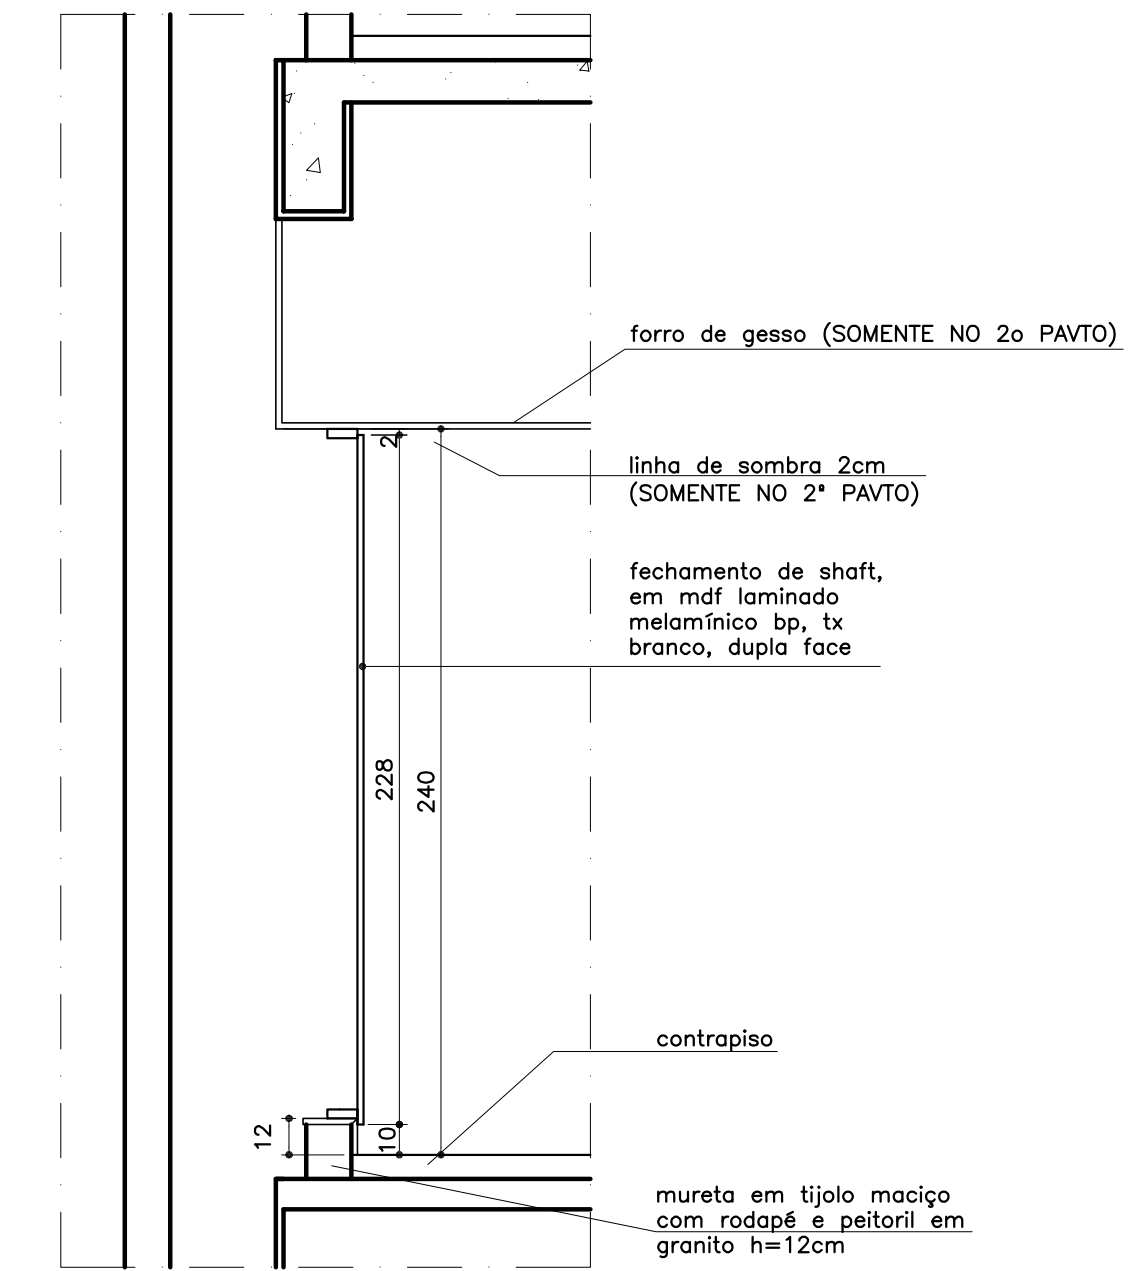 forro de gesso (SOMENTE NO 2o PAVTO)
2
linha de sombra 2cm
(SOMENTE NO 2ª PAVTO)
fechamento de shaft,
em mdf laminado
melamínico bp, tx
branco, dupla face
228
240
contrapiso
12
10
mureta em tijolo maciço
com rodapé e peitoril em
granito h=12cm